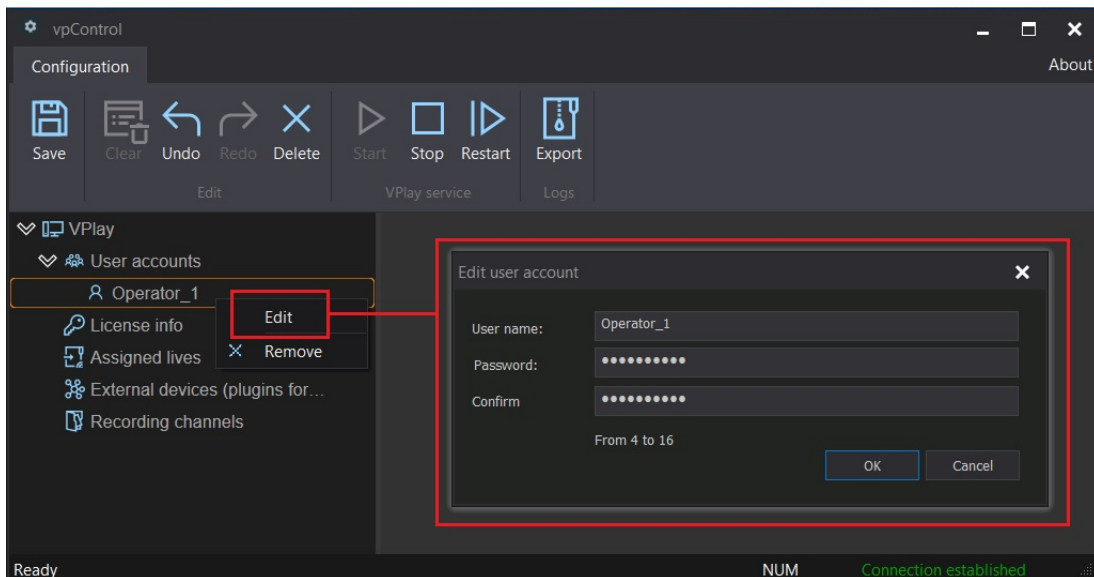 vpControl
Configuration
About
Save
Clear
Undo
Redo
Delete
Start
Stop
Restart
Export
Edit
VPlay service
Logs
VPlay
User accounts
Operator_1
Edit
License info
Remove
Assigned lives
External devices (plugins for...
Recording channels
Edit user account
User name:
Operator_1
Password:
••••••••••
Confirm
••••••••••
From 4 to 16
OK
Cancel
Ready
NUM
Connection established